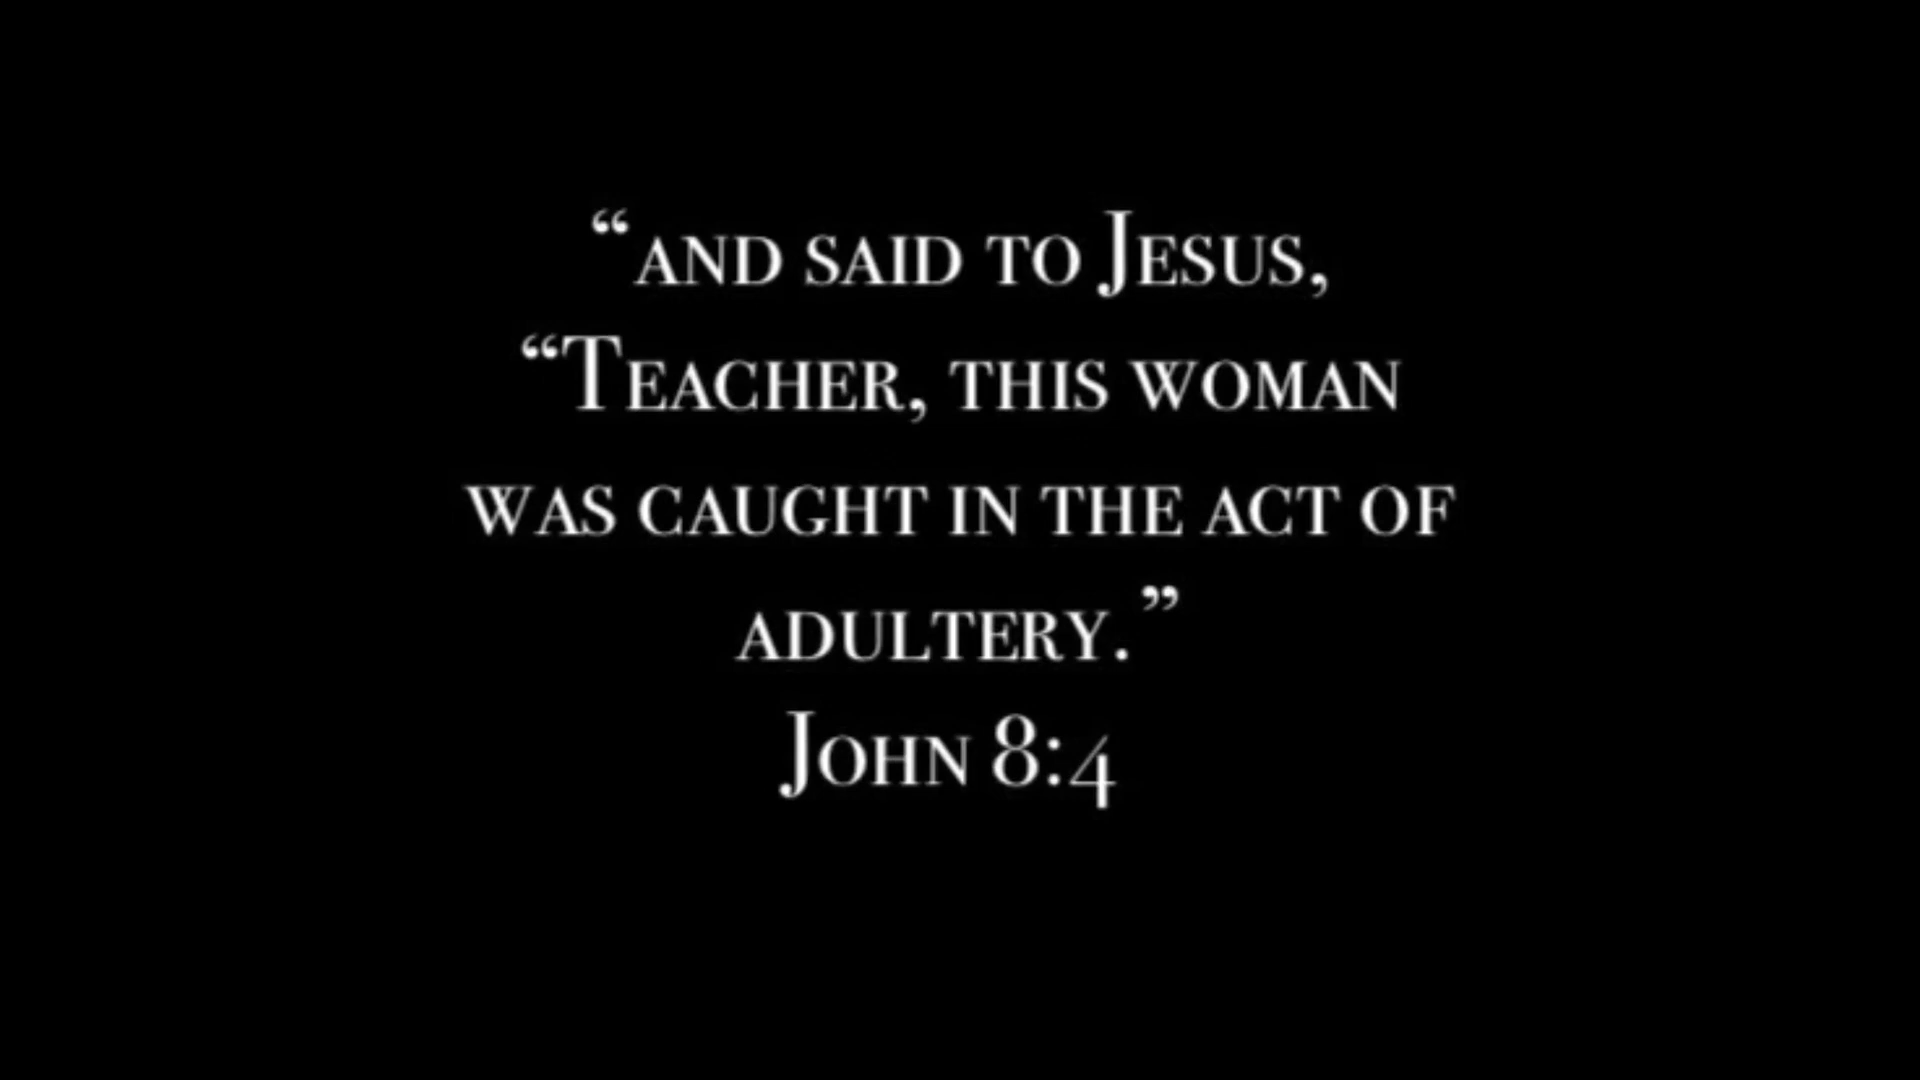 “and said to Jesus,
“Teacher, this woman
was caught in the act of
adultery.”
John 8:4